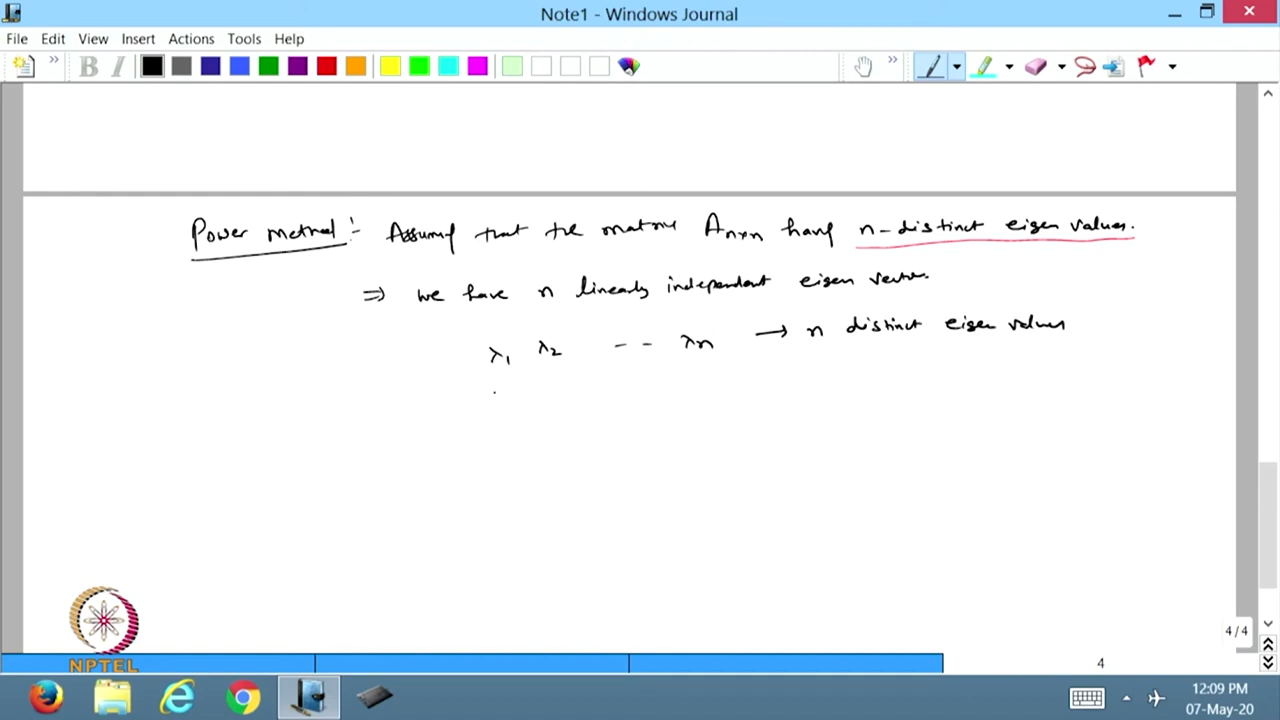 Note1 - Windows Journal
File Edit View Insert Actions Tools Help
B I
Power method :- Assume that the matrix Anxn have n-distinct eigen values.
⇒ we have n linearly independent eigen vector.
λ1 λ2 - - λn → n distinct eigen values
4/4
NPTEL
4
12:09 PM
07-May-20